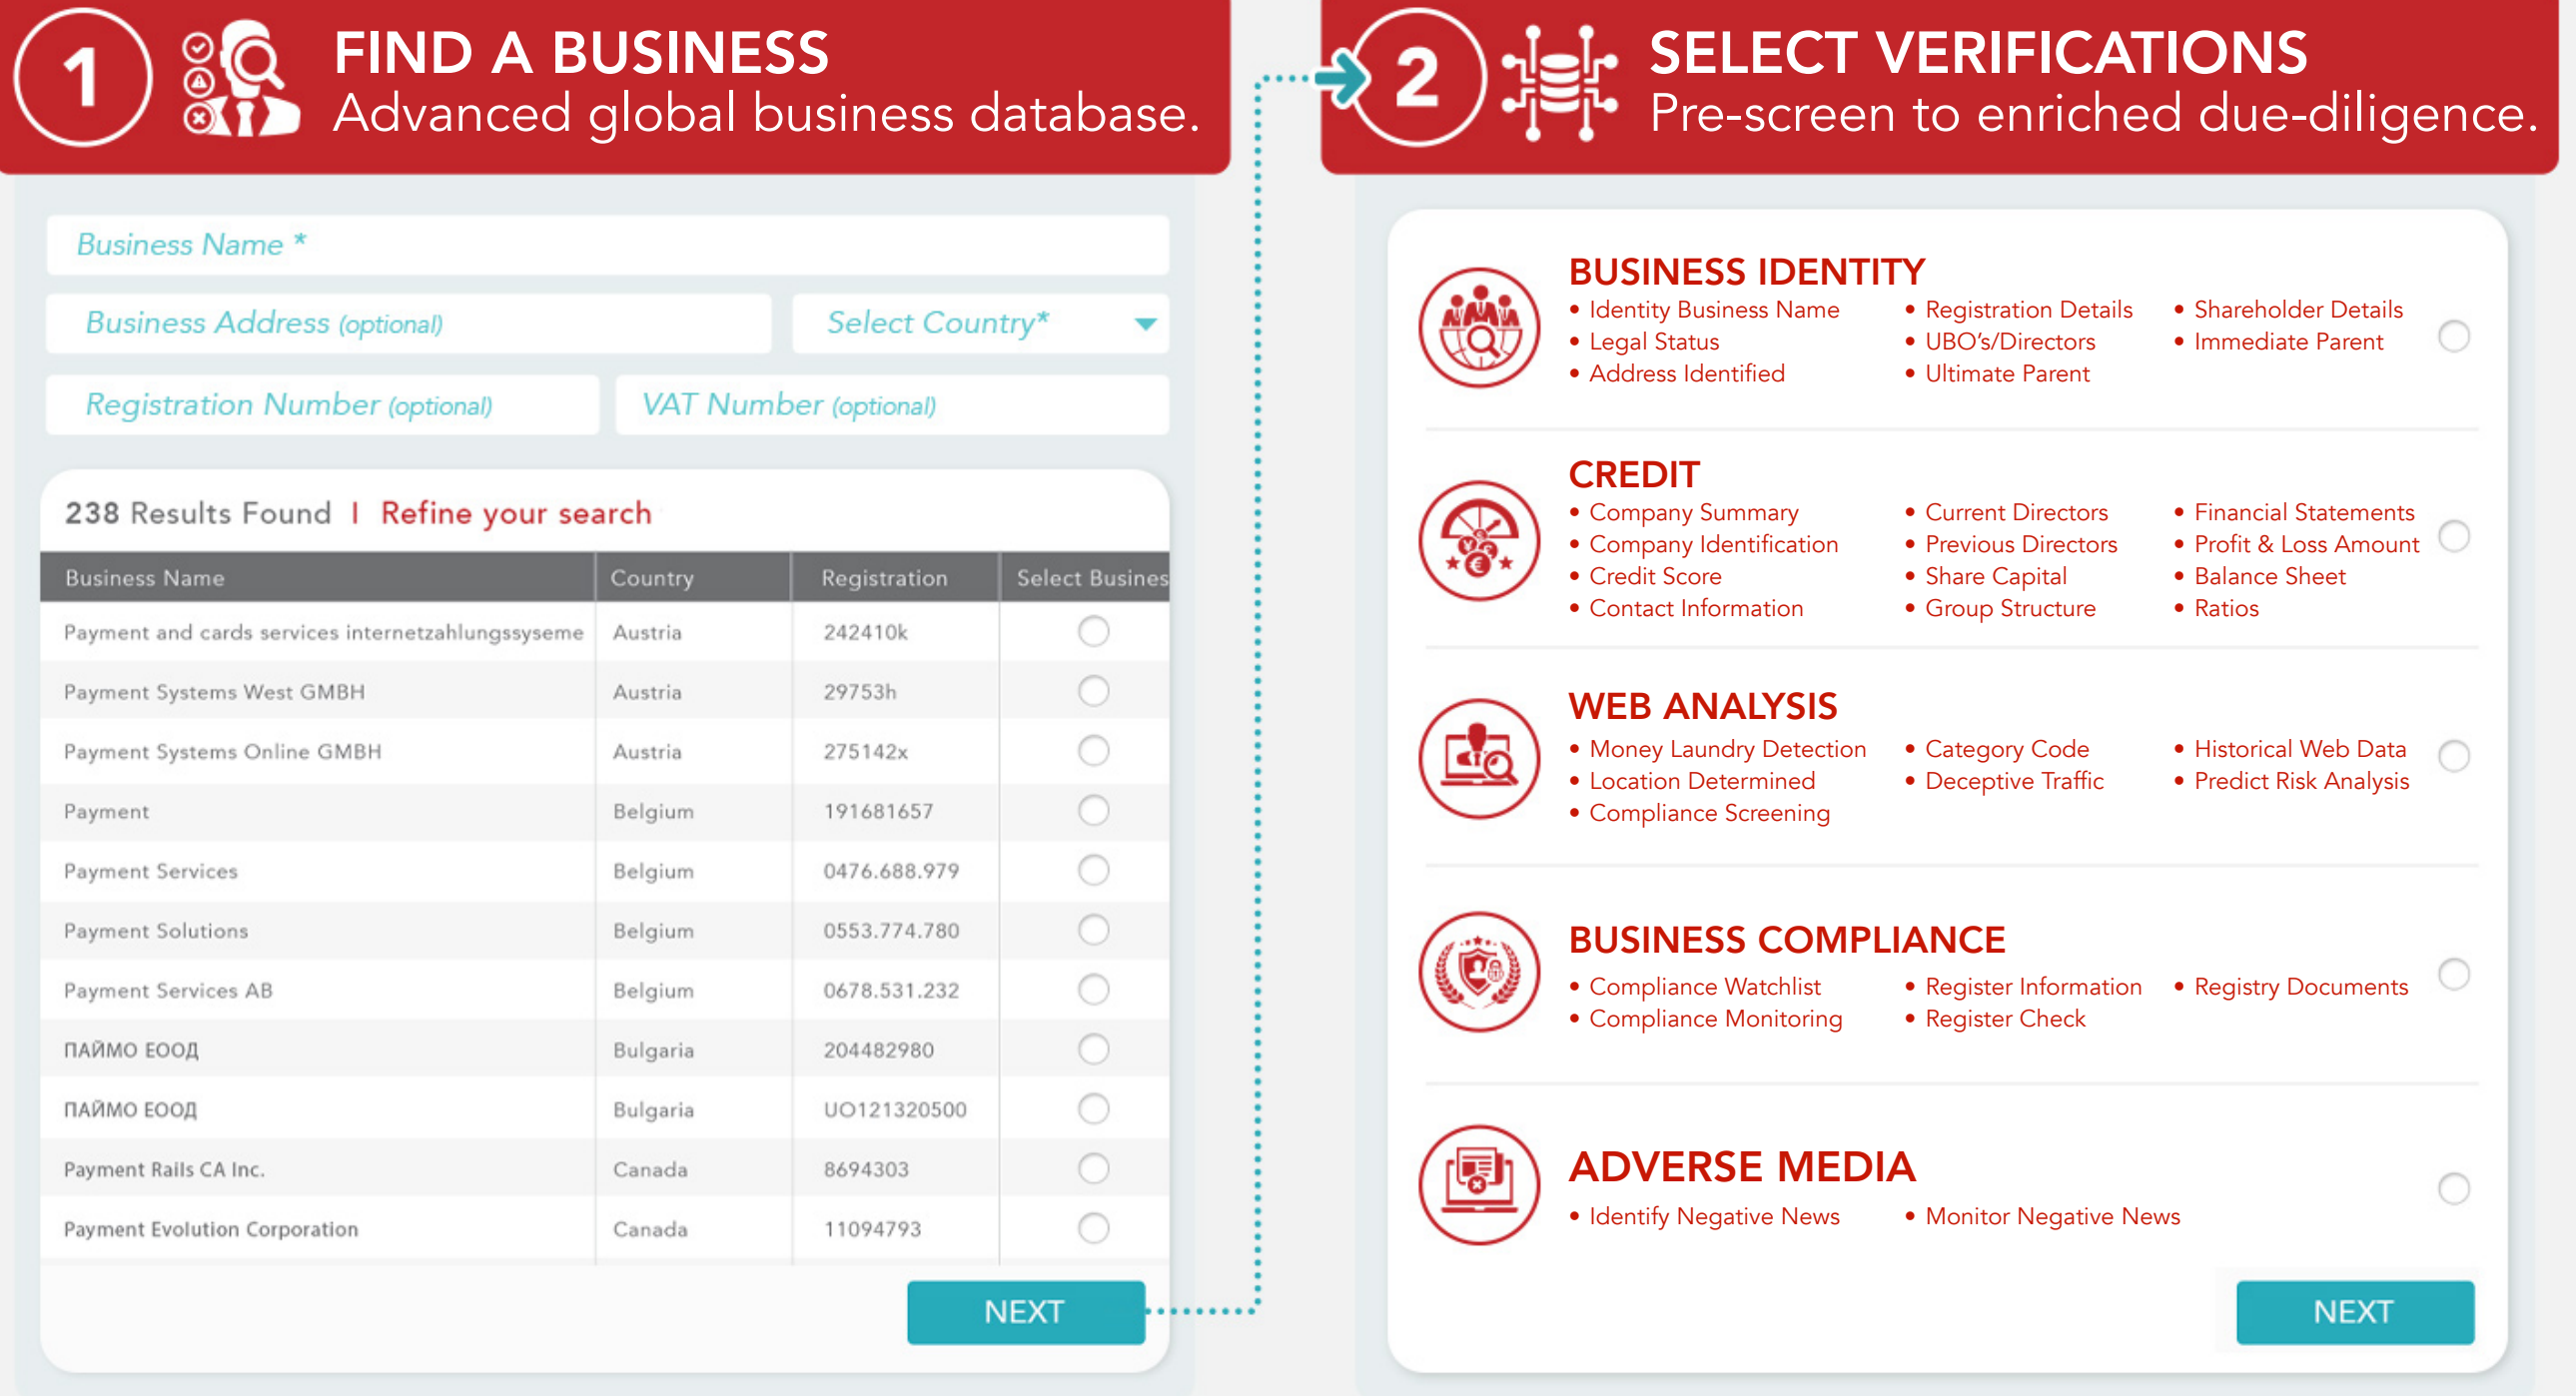 1
FIND A BUSINESS
Advanced global business database.
Business Name *
Business Address (optional)
Select Country*
Registration Number (optional)
VAT Number (optional)
238 Results Found I Refine your search
Business Name Country Registration Select Busines
Payment and cards services internetzahlungssyseme Austria 242410k
Payment Systems West GMBH Austria 29753h
Payment Systems Online GMBH Austria 275142x
Payment Belgium 191681657
Payment Services Belgium 0476.688.979
Payment Solutions Belgium 0553.774.780
Payment Services AB Belgium 0678.531.232
ПАЙМО ЕООД Bulgaria 204482980
ПАЙМО ЕООД Bulgaria UO121320500
Payment Rails CA Inc. Canada 8694303
Payment Evolution Corporation Canada 11094793
NEXT
2
SELECT VERIFICATIONS
Pre-screen to enriched due-diligence.
BUSINESS IDENTITY
• Identity Business Name • Registration Details • Shareholder Details
• Legal Status • UBO's/Directors • Immediate Parent
• Address Identified • Ultimate Parent
CREDIT
• Company Summary • Current Directors • Financial Statements
• Company Identification • Previous Directors • Profit & Loss Amount
• Credit Score • Share Capital • Balance Sheet
• Contact Information • Group Structure • Ratios
WEB ANALYSIS
• Money Laundry Detection • Category Code • Historical Web Data
• Location Determined • Deceptive Traffic • Predict Risk Analysis
• Compliance Screening
BUSINESS COMPLIANCE
• Compliance Watchlist • Register Information • Registry Documents
• Compliance Monitoring • Register Check
ADVERSE MEDIA
• Identify Negative News • Monitor Negative News
NEXT